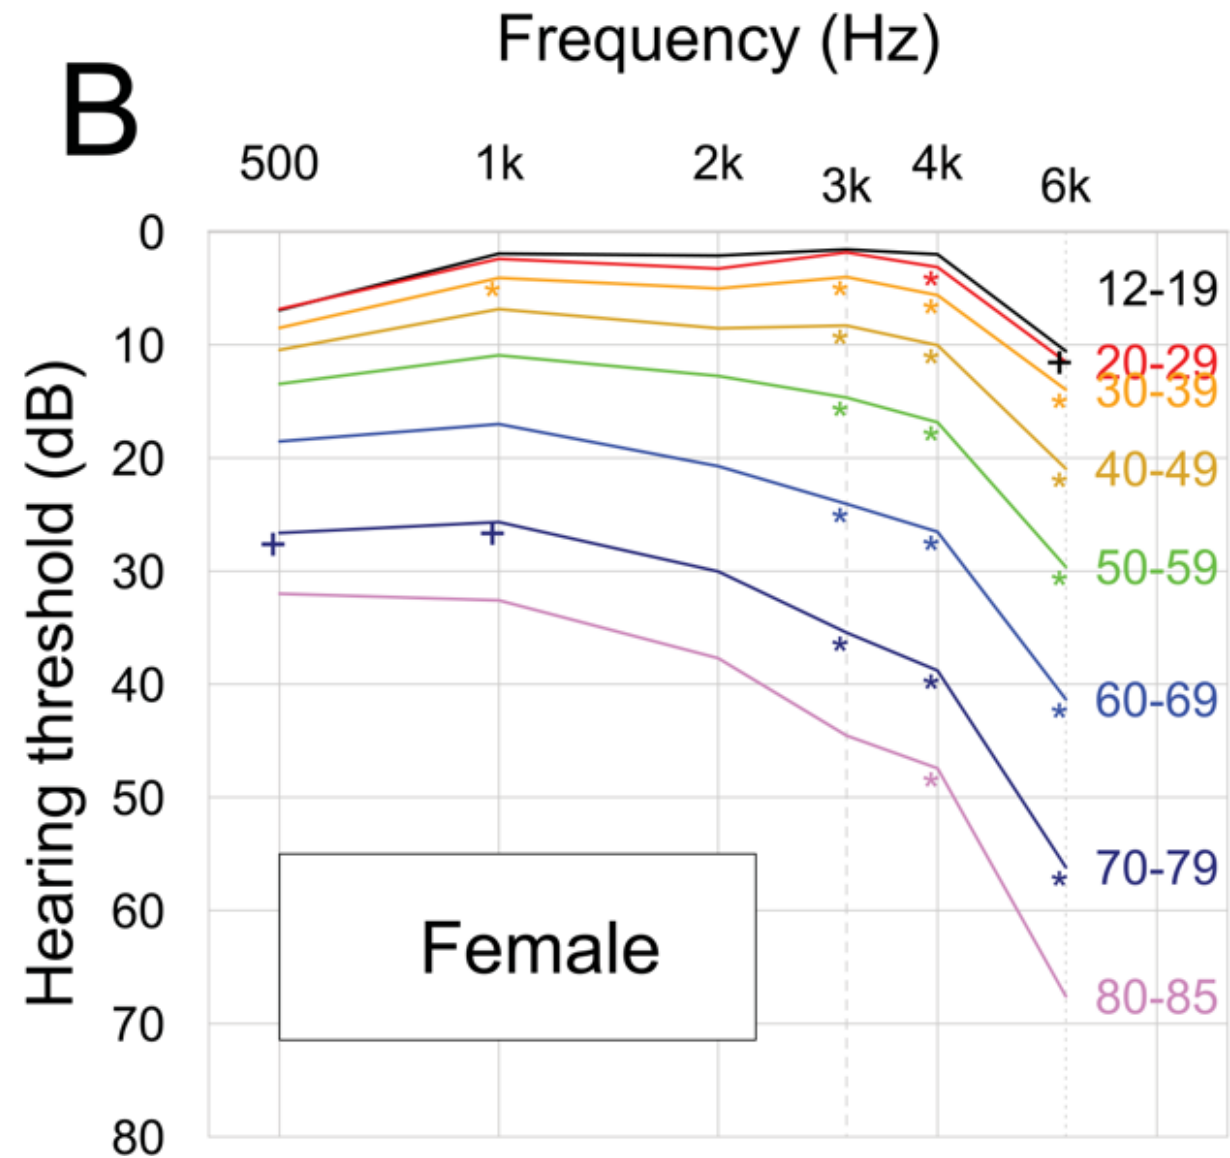 Frequency (Hz)
B
500 1k 2k 3k 4k 6k
0
10
20
30
40
50
60
70
80
Hearing threshold (dB)
* * * * * * * * * * * * * * * * * * *
+ + +
12-19
20-29
30-39
40-49
50-59
60-69
70-79
80-85
Female